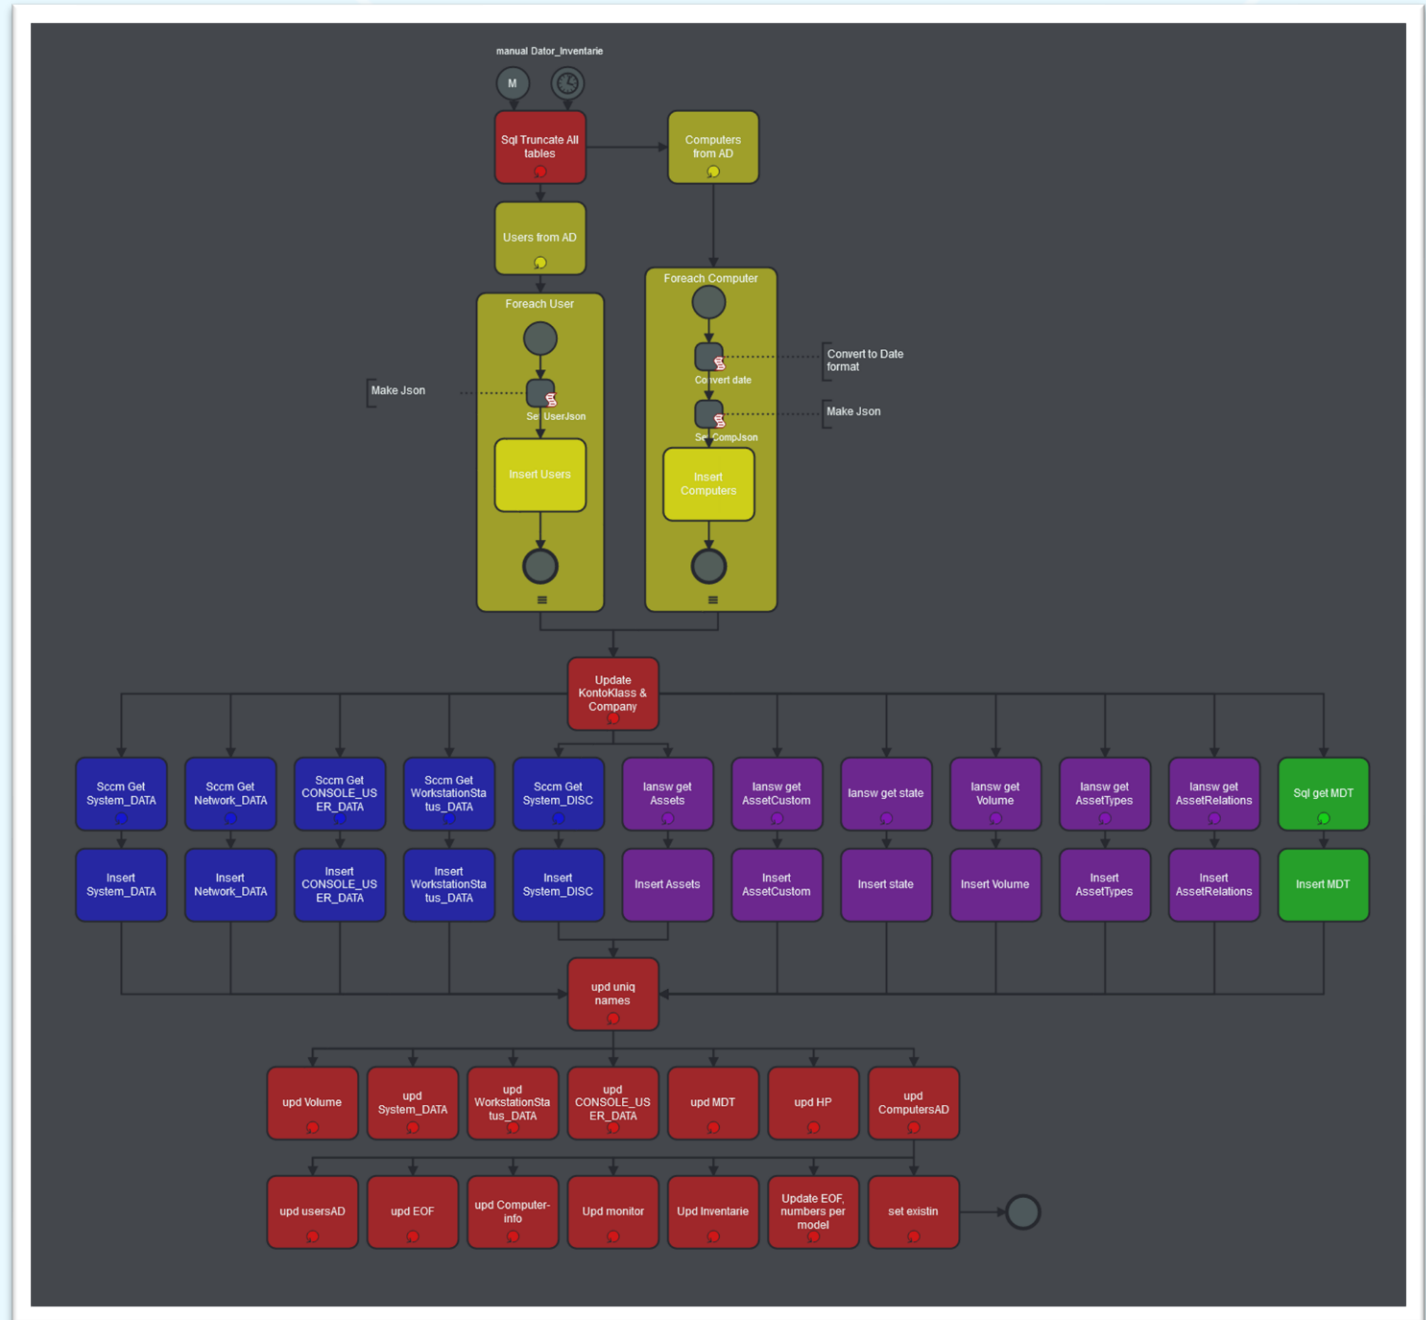 manual Dator_Inventarie
M
Sql Truncate All
tables
Computers
from AD
Users from AD
Foreach User
Foreach Computer
Convert to Date
format
Convert date
Make Json
Set UserJson
Make Json
Set CompJson
Insert Users
Insert
Computers
Update
KontoKlass &
Company
Sccm Get
System_DATA
Sccm Get
Network_DATA
Sccm Get
CONSOLE_US
ER_DATA
Sccm Get
WorkstationSta
tus_DATA
Sccm Get
System_DISC
lansw get
Assets
lansw get
AssetCustom
lansw get state
lansw get
Volume
lansw get
AssetTypes
lansw get
AssetRelations
Sql get MDT
Insert
System_DATA
Insert
Network_DATA
Insert
CONSOLE_US
ER_DATA
Insert
WorkstationSta
tus_DATA
Insert
System_DISC
Insert Assets
Insert
AssetCustom
Insert state
Insert Volume
Insert
AssetTypes
Insert
AssetRelations
Insert MDT
upd uniq
names
upd Volume
upd
System_DATA
upd
WorkstationSta
tus_DATA
upd
CONSOLE_US
ER_DATA
upd MDT
upd HP
upd
ComputersAD
upd usersAD
upd EOF
upd Computer-
info
Upd monitor
Upd Inventarie
Update EOF,
numbers per
model
set existin